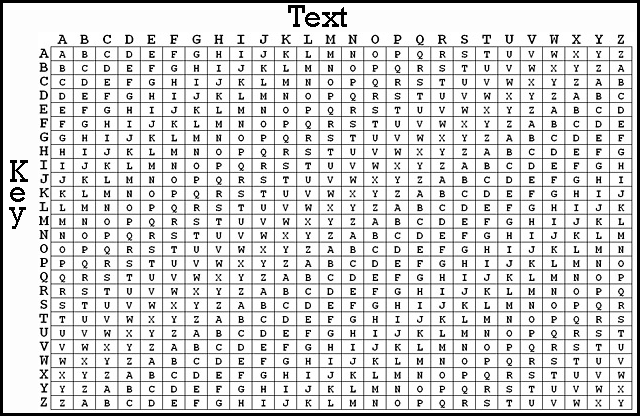 Text
A B C D E F G H I J K L M N O P Q R S T U V W X Y Z
A A B C D E F G H I J K L M N O P Q R S T U V W X Y Z
B B C D E F G H I J K L M N O P Q R S T U V W X Y Z A
C C D E F G H I J K L M N O P Q R S T U V W X Y Z A B
D D E F G H I J K L M N O P Q R S T U V W X Y Z A B C
E E F G H I J K L M N O P Q R S T U V W X Y Z A B C D
F F G H I J K L M N O P Q R S T U V W X Y Z A B C D E
G G H I J K L M N O P Q R S T U V W X Y Z A B C D E F
H H I J K L M N O P Q R S T U V W X Y Z A B C D E F G
I I J K L M N O P Q R S T U V W X Y Z A B C D E F G H
J J K L M N O P Q R S T U V W X Y Z A B C D E F G H I
K K L M N O P Q R S T U V W X Y Z A B C D E F G H I J
L L M N O P Q R S T U V W X Y Z A B C D E F G H I J K
M M N O P Q R S T U V W X Y Z A B C D E F G H I J K L
N N O P Q R S T U V W X Y Z A B C D E F G H I J K L M
O O P Q R S T U V W X Y Z A B C D E F G H I J K L M N
P P Q R S T U V W X Y Z A B C D E F G H I J K L M N O
Q Q R S T U V W X Y Z A B C D E F G H I J K L M N O P
R R S T U V W X Y Z A B C D E F G H I J K L M N O P Q
S S T U V W X Y Z A B C D E F G H I J K L M N O P Q R
T T U V W X Y Z A B C D E F G H I J K L M N O P Q R S
U U V W X Y Z A B C D E F G H I J K L M N O P Q R S T
V V W X Y Z A B C D E F G H I J K L M N O P Q R S T U
W W X Y Z A B C D E F G H I J K L M N O P Q R S T U V
X X Y Z A B C D E F G H I J K L M N O P Q R S T U V W
Y Y Z A B C D E F G H I J K L M N O P Q R S T U V W X
Z Z A B C D E F G H I J K L M N O P Q R S T U V W X Y
Key